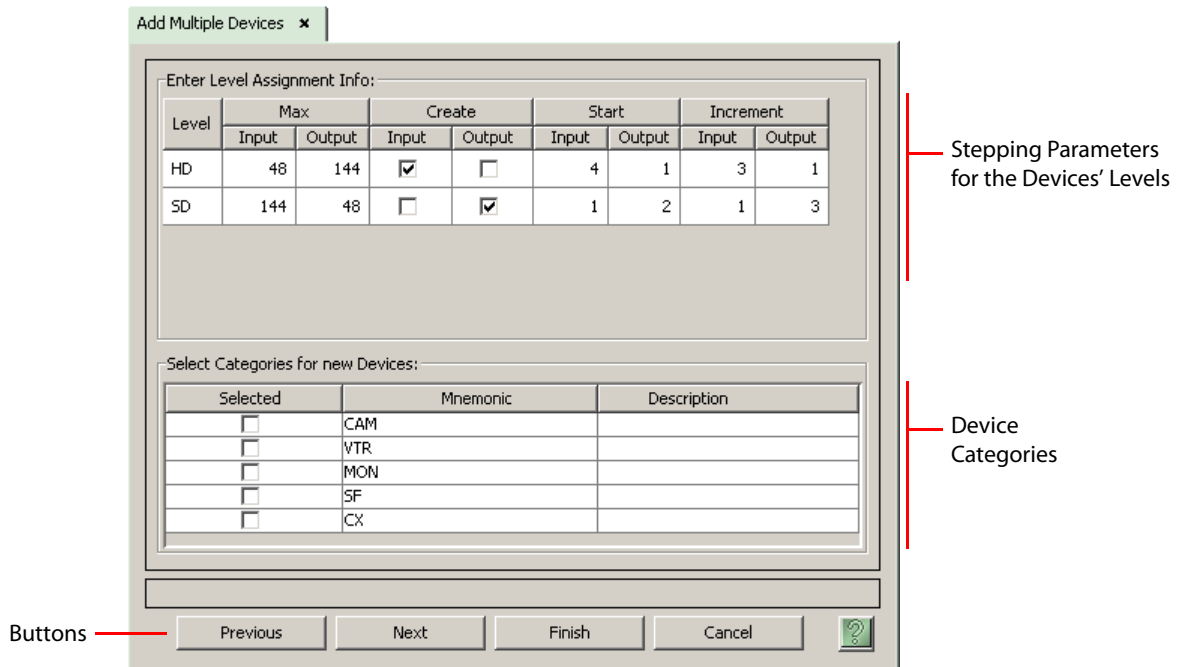 Add Multiple Devices ×
Enter Level Assignment Info:
Level Max Create Start Increment
Input Output Input Output Input Output Input Output
HD 48 144 4 1 3 1
SD 144 48 1 2 1 3
Stepping Parameters
for the Devices' Levels
Select Categories for new Devices:
Selected Mnemonic Description
CAM
VTR
MON
SF
CX
Device
Categories
Buttons
Previous Next Finish Cancel ?